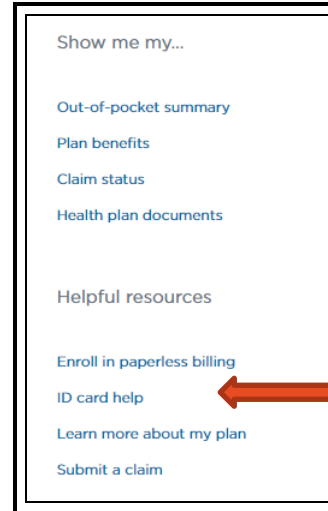 Show me my...
Out-of-pocket summary
Plan benefits
Claim status
Health plan documents
Helpful resources
Enroll in paperless billing
ID card help
Learn more about my plan
Submit a claim